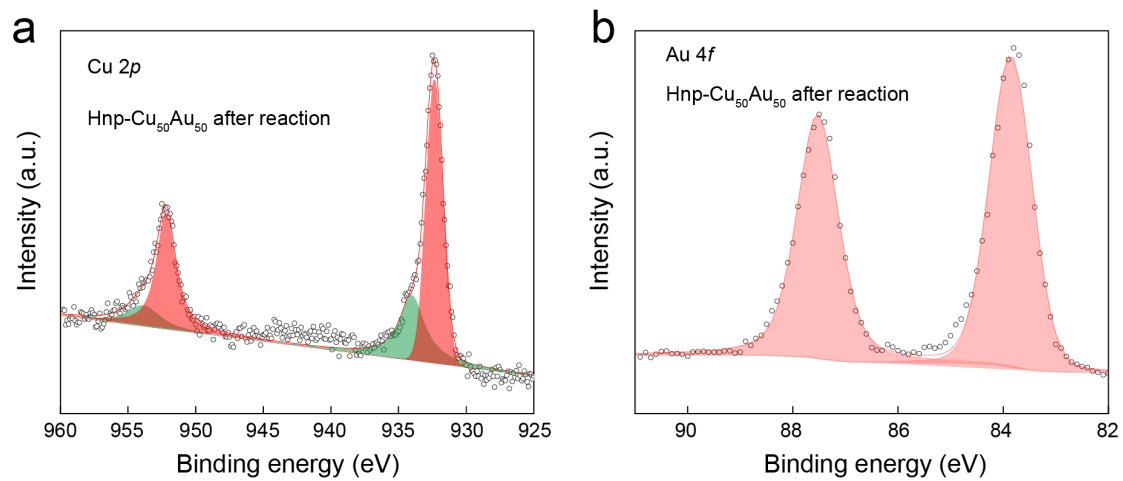 a
Cu 2p
Hnp-Cu₅₀Au₅₀ after reaction
Intensity (a.u.)
960 955 950 945 940 935 930 925
Binding energy (eV)
b
Au 4f
Hnp-Cu₅₀Au₅₀ after reaction
Intensity (a.u.)
90 88 86 84 82
Binding energy (eV)